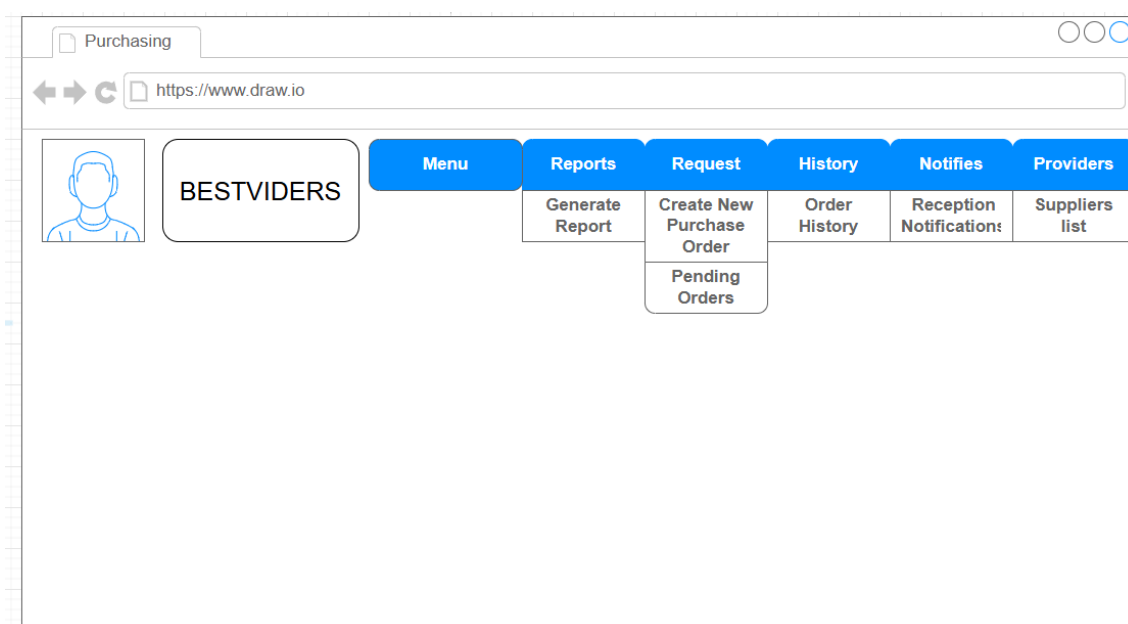 Purchasing
https://www.draw.io
BESTVIDERS
Menu
Reports
Request
History
Notifies
Providers
Generate
Report
Create New
Purchase
Order
Pending
Orders
Order
History
Reception
Notifications
Suppliers
list